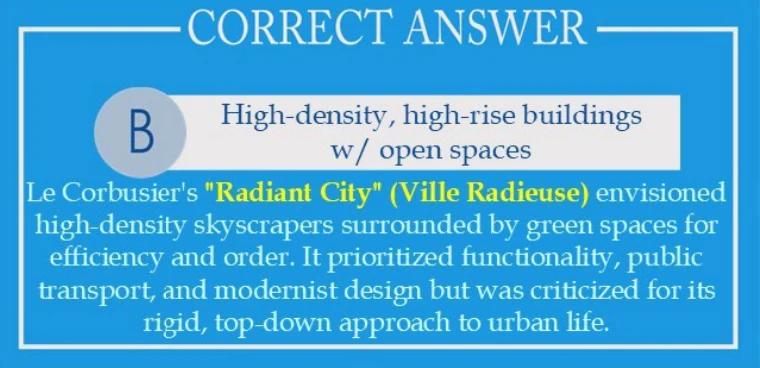 CORRECT ANSWER
B
High-density, high-rise buildings
w/ open spaces
Le Corbusier's "Radiant City" (Ville Radieuse) envisioned
high-density skyscrapers surrounded by green spaces for
efficiency and order. It prioritized functionality, public
transport, and modernist design but was criticized for its
rigid, top-down approach to urban life.